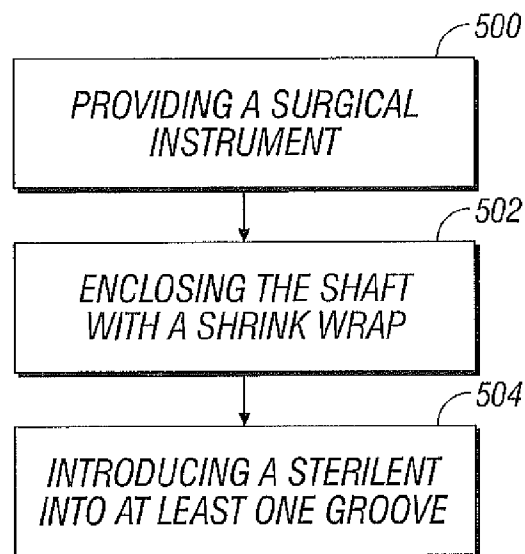 500
PROVIDING A SURGICAL
INSTRUMENT
502
ENCLOSING THE SHAFT
WITH A SHRINK WRAP
504
INTRODUCING A STERILENT
INTO AT LEAST ONE GROOVE